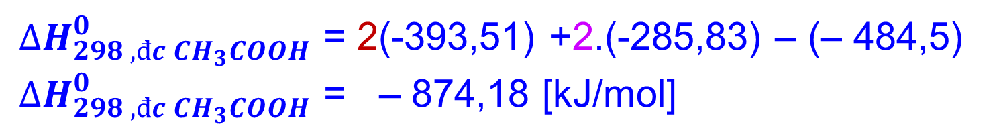 ΔH⁰₂₉₈ ,đc CH₃COOH = 2(-393,51) +2.(-285,83) – (– 484,5)
ΔH⁰₂₉₈ ,đc CH₃COOH = – 874,18 [kJ/mol]